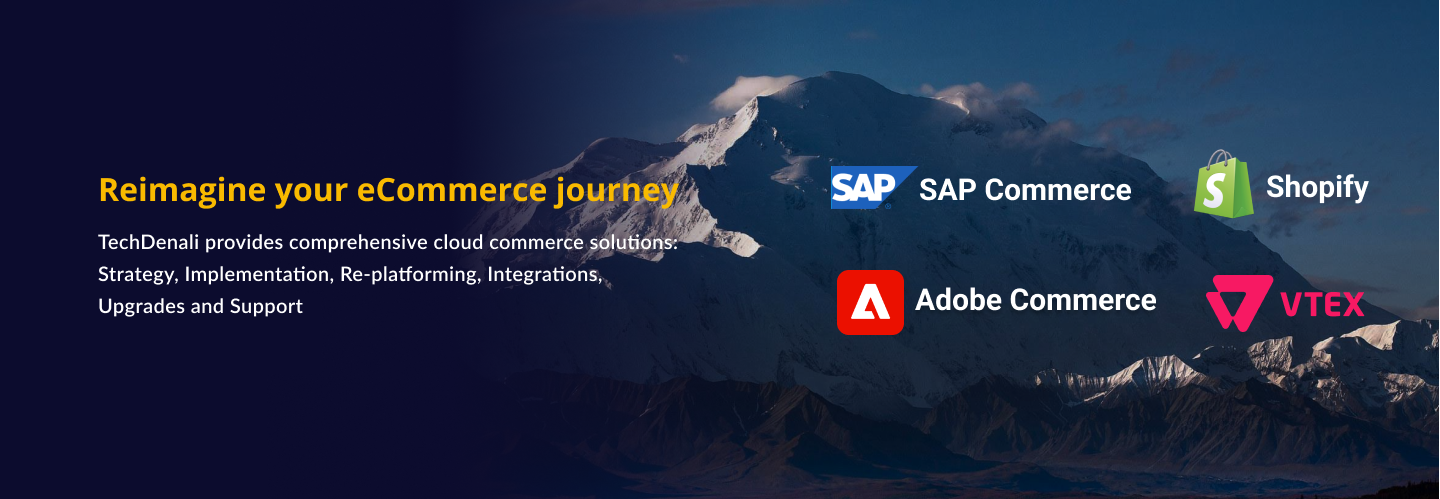 Reimagine your eCommerce journey
TechDenali provides comprehensive cloud commerce solutions:
Strategy, Implementation, Re-platforming, Integrations,
Upgrades and Support
SAP SAP Commerce
S Shopify
Adobe Commerce
VTEX